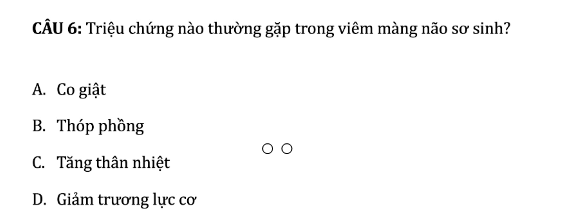 CÂU 6: Triệu chứng nào thường gặp trong viêm màng não sơ sinh?
A. Co giật
B. Thóp phồng
C. Tăng thân nhiệt
D. Giảm trương lực cơ